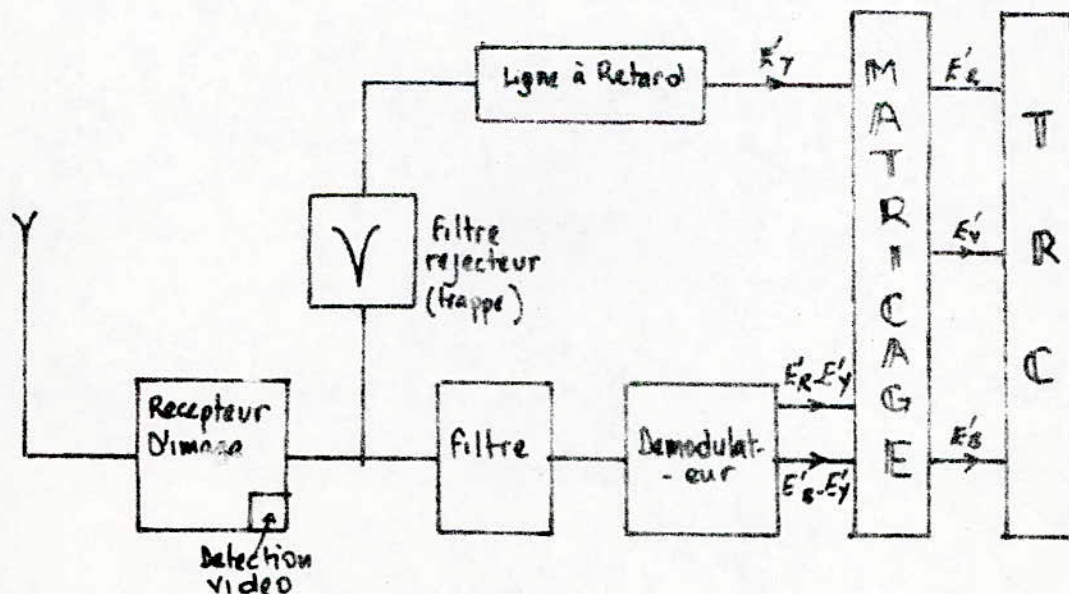 Ligne à Retard
E'Y
M
A
T
R
I
C
A
G
E
E'R
T
R
C
Filtre
rejecteur
(trappe)
E'V
Recepteur
d'image
Filtre
Demodulat-
-eur
E'R-E'Y
E'B-E'Y
E'B
Detection
video